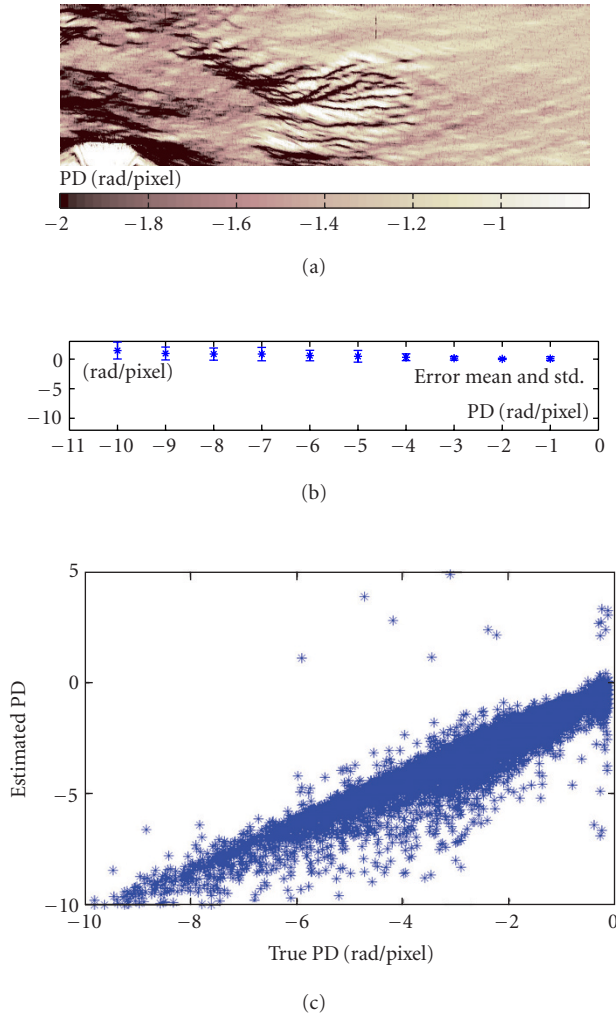 PD (rad/pixel)
−2 −1.8 −1.6 −1.4 −1.2 −1
(a)
0
−5
−10
(rad/pixel)
Error mean and std.
PD (rad/pixel)
−11 −10 −9 −8 −7 −6 −5 −4 −3 −2 −1 0
(b)
5
0
−5
−10
Estimated PD
−10 −8 −6 −4 −2 0
True PD (rad/pixel)
(c)